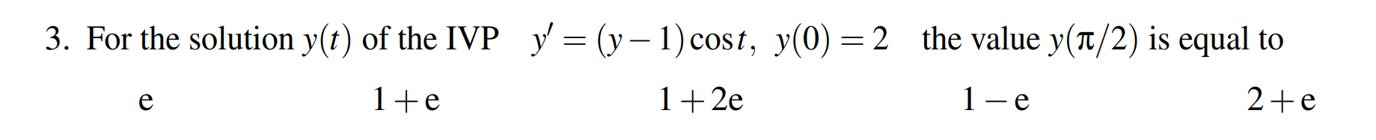 3. For the solution y(t) of the IVP y′ = (y − 1) cos t, y(0) = 2 the value y(π/2) is equal to
e 1+e 1+2e 1−e 2+e